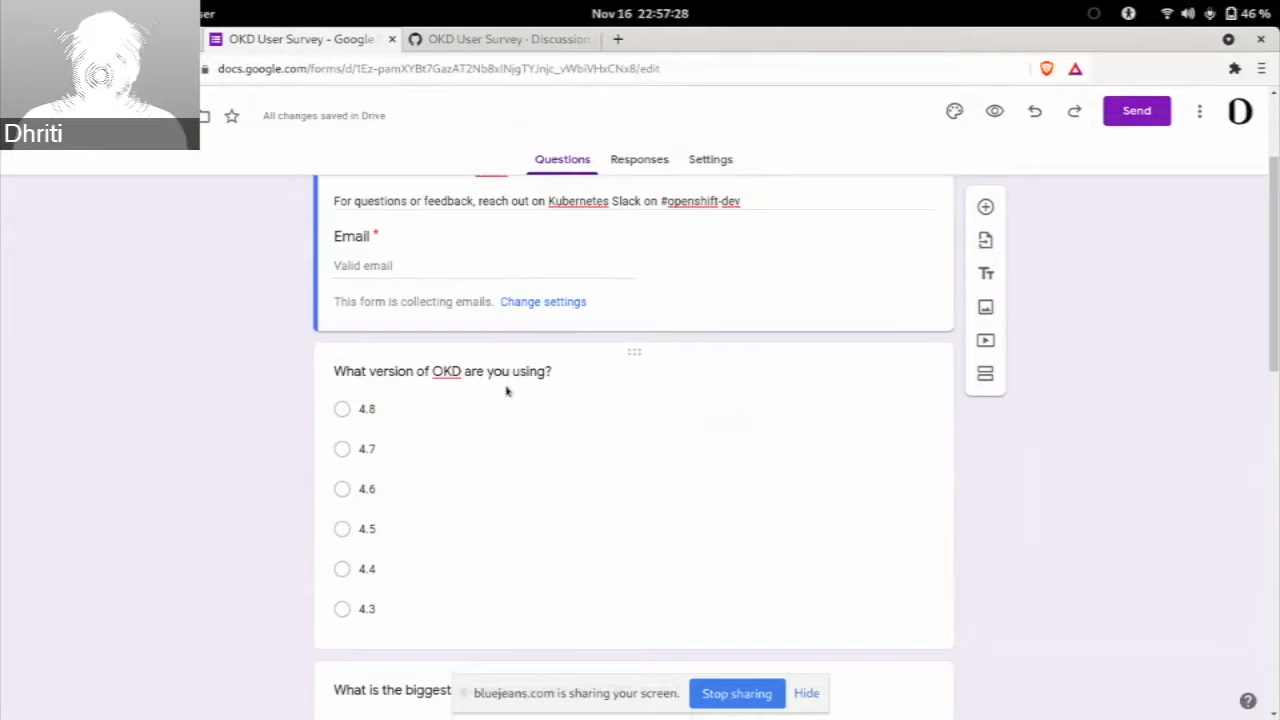 ser
Nov 16 22:57:28
46 %
OKD User Survey - Google
OKD User Survey · Discussion
docs.google.com/forms/d/1Ez-pamXYBt7GazAT2Nb8xINjgTYJnjc_vWbiVHxCNx8/edit
Dhriti
All changes saved in Drive
Send
Questions Responses Settings
For questions or feedback, reach out on Kubernetes Slack on #openshift-dev
Email *
Valid email
This form is collecting emails. Change settings
What version of OKD are you using?
4.8
4.7
4.6
4.5
4.4
4.3
What is the biggest
bluejeans.com is sharing your screen. Stop sharing Hide